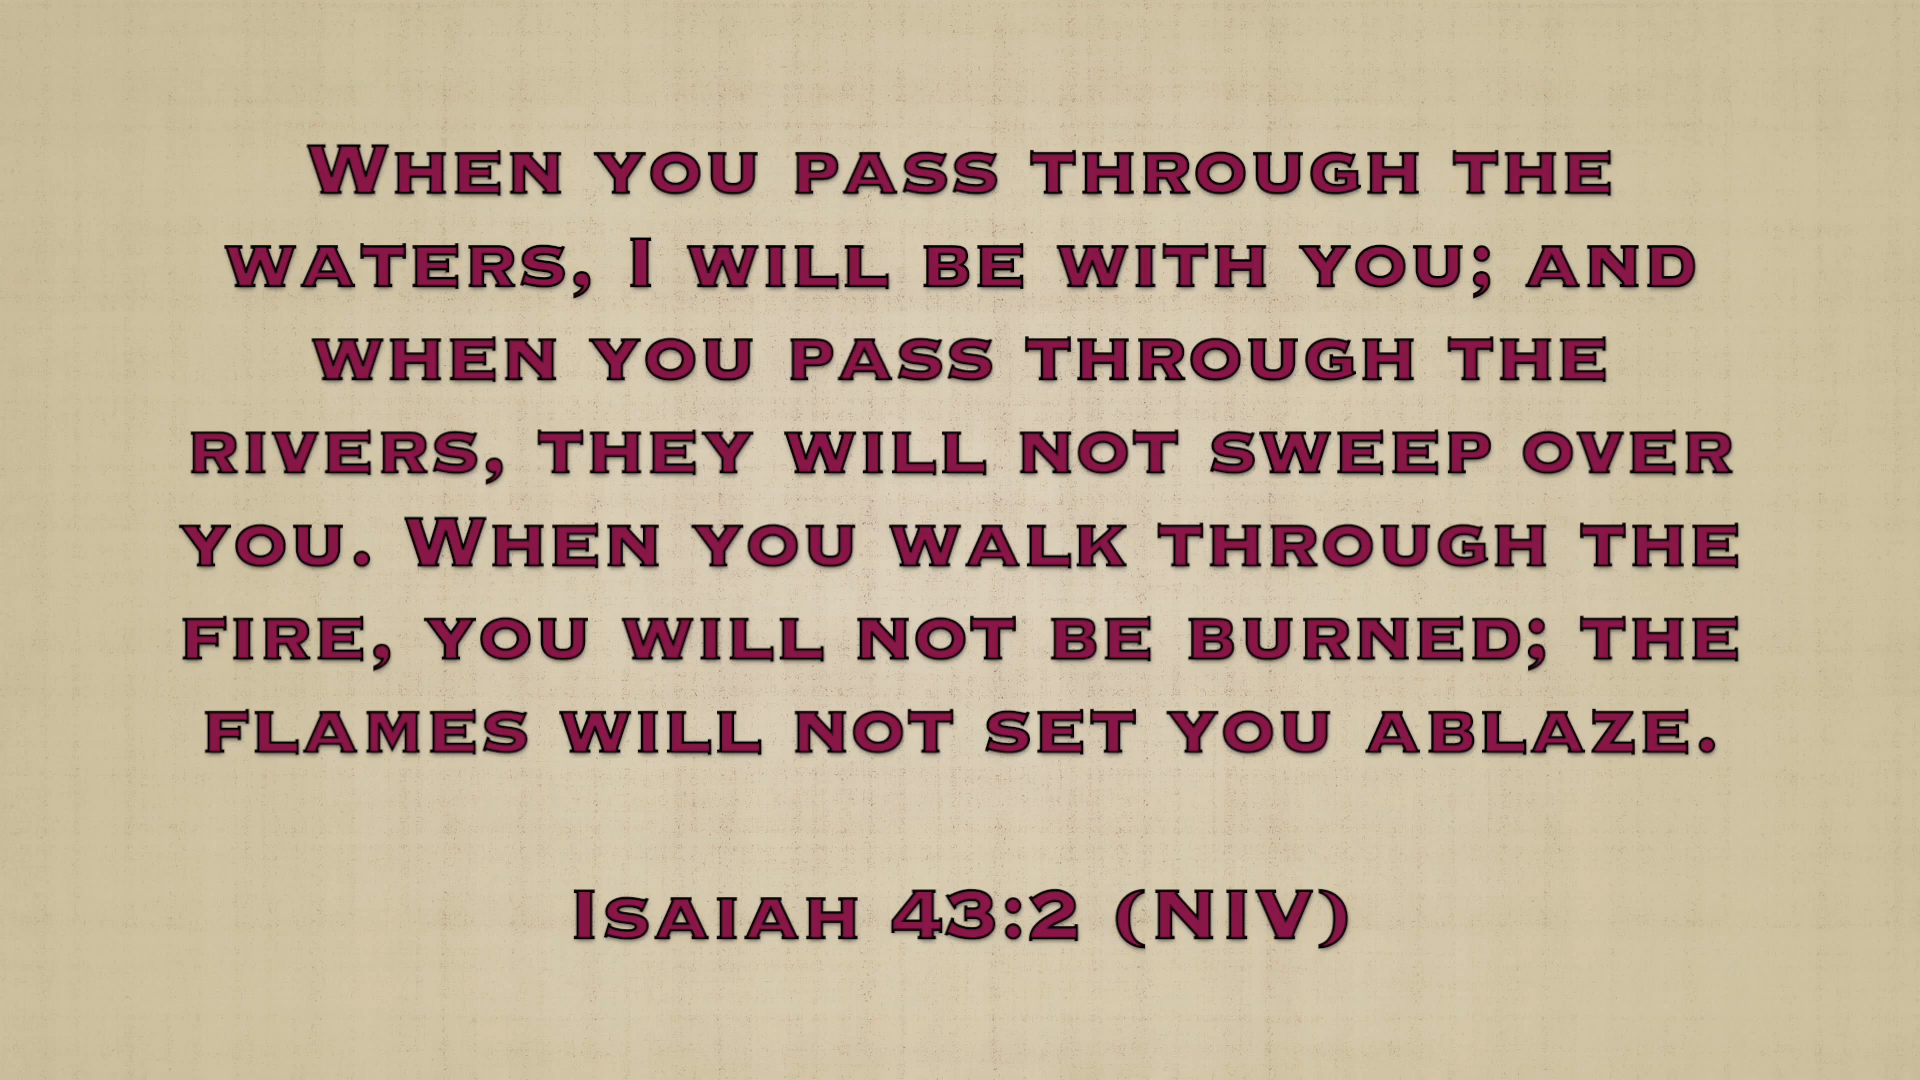 When you pass through the
waters, I will be with you; and
when you pass through the
rivers, they will not sweep over
you. When you walk through the
fire, you will not be burned; the
flames will not set you ablaze.
Isaiah 43:2 (NIV)